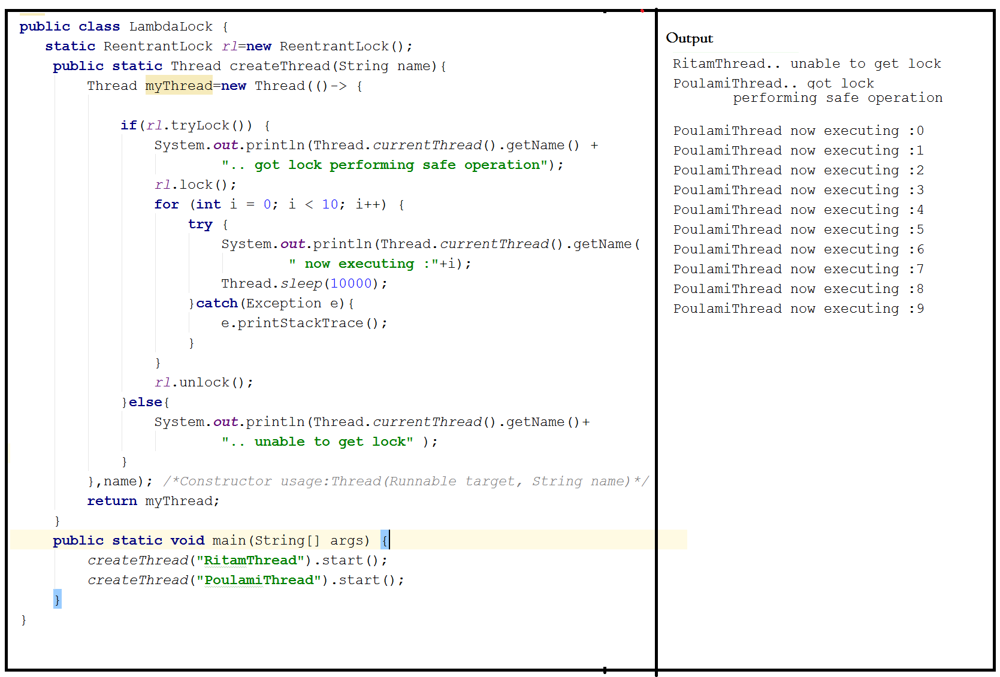 public class LambdaLock {
static ReentrantLock rl=new ReentrantLock();
public static Thread createThread(String name){
Thread myThread=new Thread(()-> {
if(rl.tryLock()) {
System.out.println(Thread.currentThread().getName() +
".. got lock performing safe operation");
rl.lock();
for (int i = 0; i < 10; i++) {
try {
System.out.println(Thread.currentThread().getName(
" now executing :"+i);
Thread.sleep(10000);
}catch(Exception e){
e.printStackTrace();
}
}
rl.unlock();
}else{
System.out.println(Thread.currentThread().getName()+
".. unable to get lock" );
}
},name); /*Constructor usage:Thread(Runnable target, String name)*/
return myThread;
}
public static void main(String[] args) {
createThread("RitamThread").start();
createThread("PoulamiThread").start();
}
}
Output
RitamThread.. unable to get lock
PoulamiThread.. got lock
performing safe operation
PoulamiThread now executing :0
PoulamiThread now executing :1
PoulamiThread now executing :2
PoulamiThread now executing :3
PoulamiThread now executing :4
PoulamiThread now executing :5
PoulamiThread now executing :6
PoulamiThread now executing :7
PoulamiThread now executing :8
PoulamiThread now executing :9